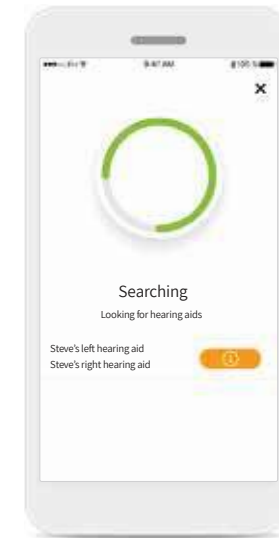 9:41 AM
×
Searching
Looking for hearing aids
Steve's left hearing aid
Steve's right hearing aid